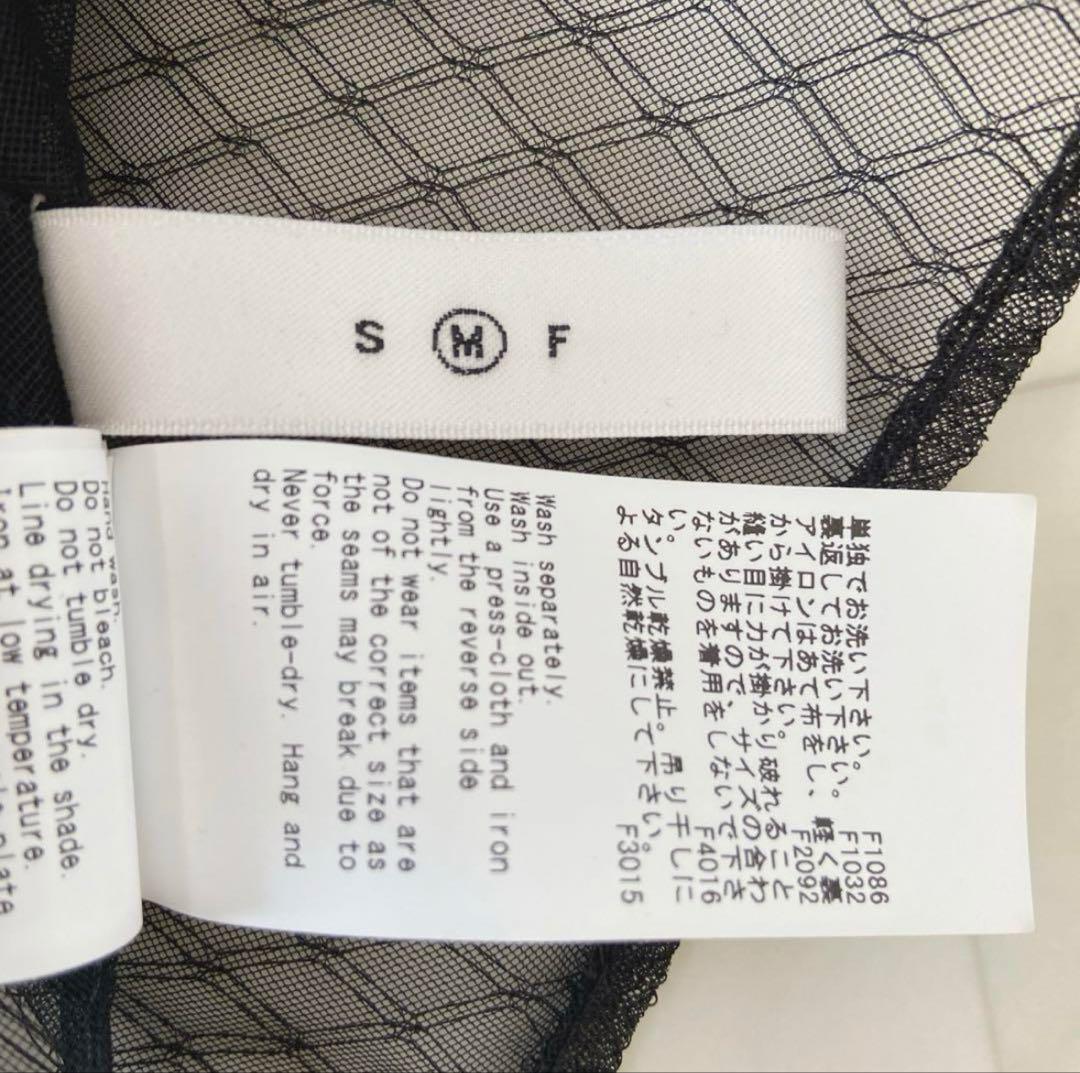 S M F
単独でお洗い下さい。 F1086
裏返してお洗い下さい。 F1032
アイロンはあて布をし、軽く裏
から掛けて下さい。 F2092
縫い目に力が掛かり破れること
がありますので、サイズの合わ
ないものを着用をしないで下さ
い。 F4016
タンブル乾燥禁止。吊り干しに
よる自然乾燥にして下さい。 F3015
Wash separately.
Wash inside out.
Use a press-cloth and iron
from the reverse side
lightly.
Do not wear items that are
not of the correct size as
the seams may break due to
force.
Never tumble-dry. Hang and
dry in air.
Hand wash.
Do not bleach.
Do not tumble dry.
Line drying in the shade.
Iron at low temperature.
plate